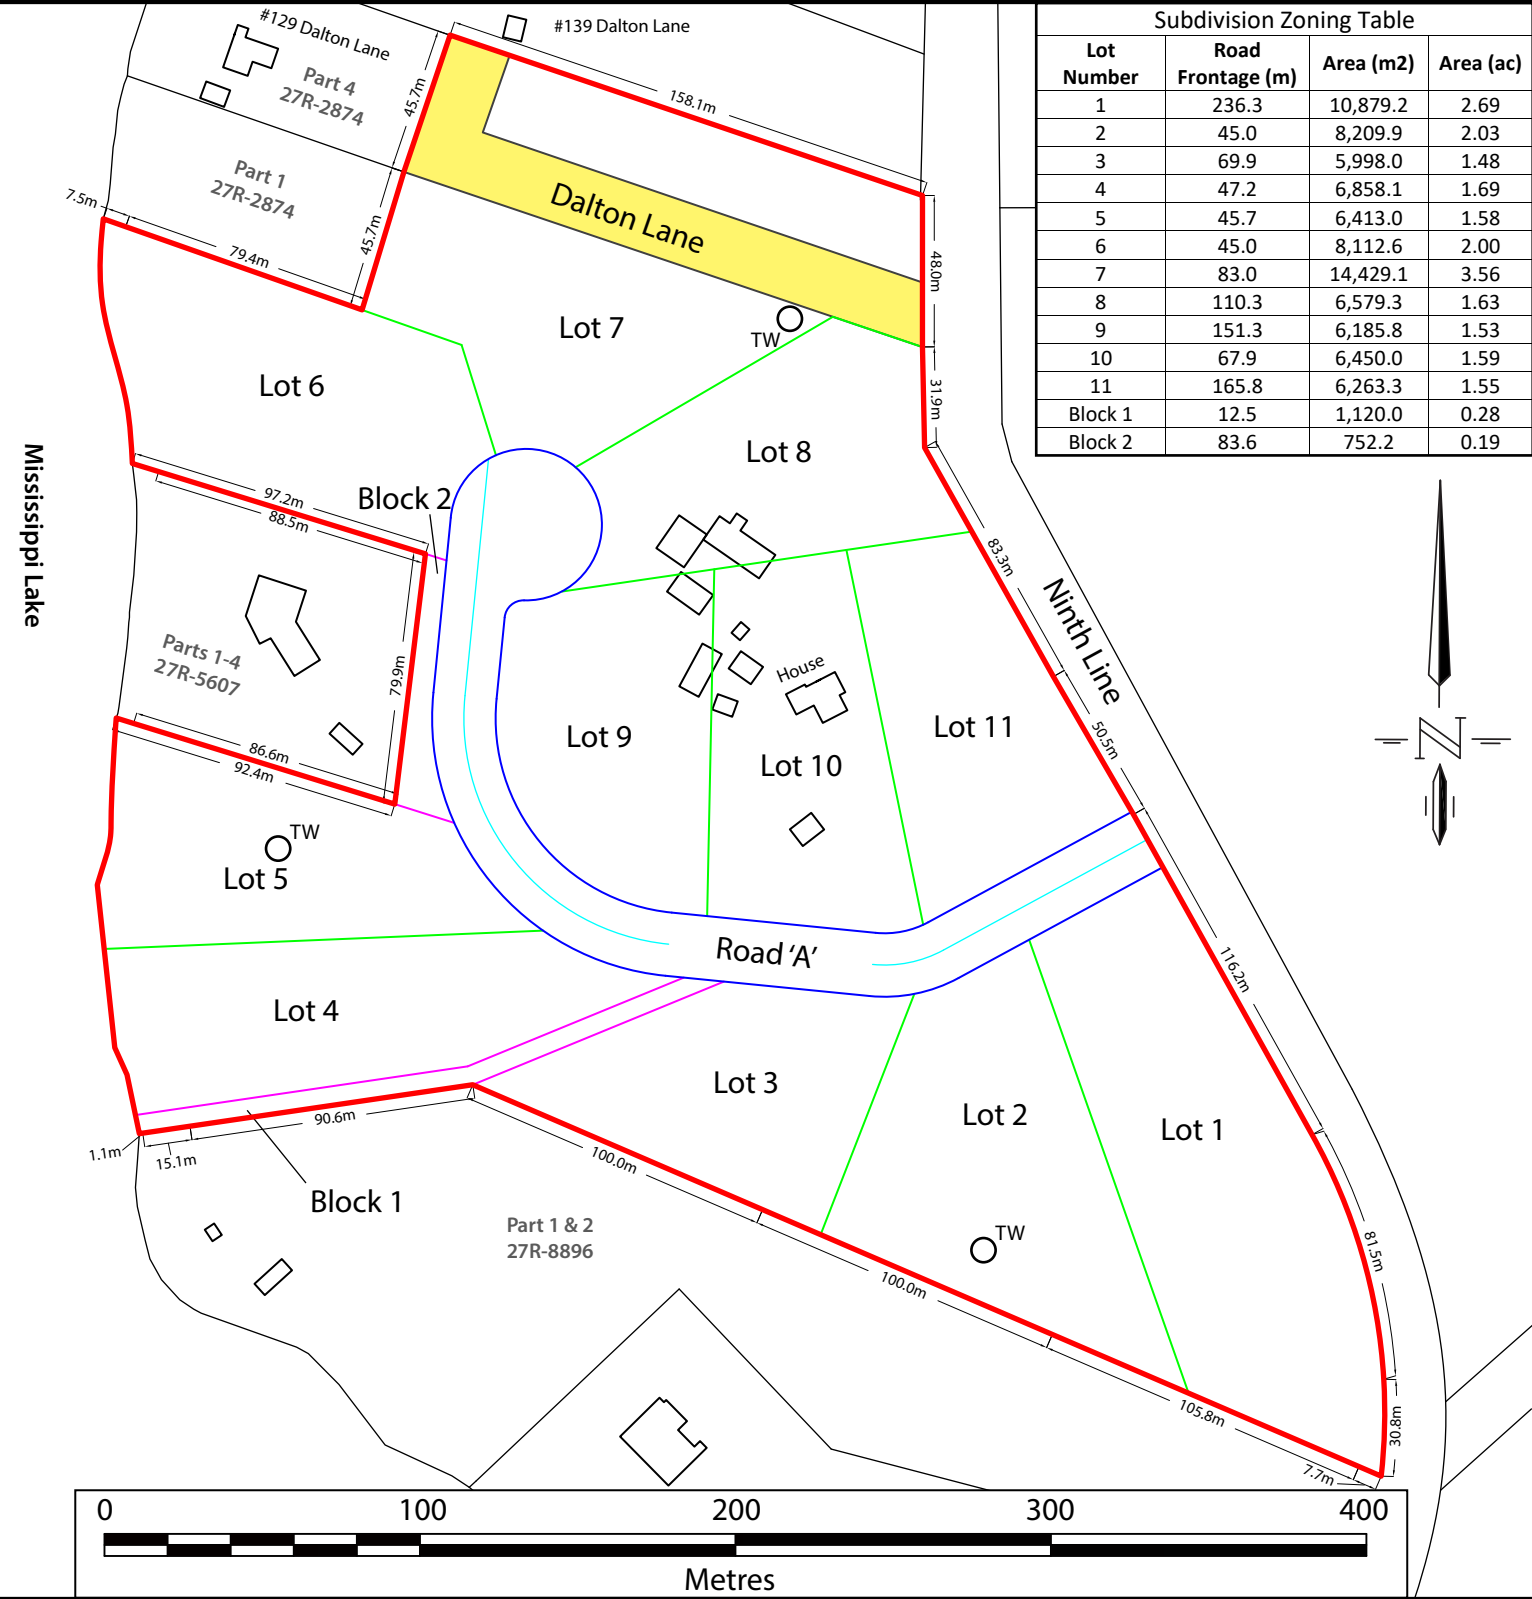 #129 Dalton Lane
#139 Dalton Lane
Part 4
27R-2874
45.7m
158.1m
Part 1
27R-2874
7.5m
79.4m
45.7m
Dalton Lane
48.0m
31.9m
Lot 7
TW
Lot 6
Lot 8
Mississippi Lake
97.2m
88.5m
Block 2
83.3m
Ninth Line
Parts 1-4
27R-5607
79.9m
House
50.5m
86.6m
92.4m
Lot 9
Lot 10
Lot 11
TW
Lot 5
Road 'A'
116.2m
Lot 4
Lot 3
Lot 2
Lot 1
90.6m
1.1m
15.1m
100.0m
Block 1
Part 1 & 2
27R-8896
TW
81.5m
100.0m
105.8m
30.8m
7.7m
N
0 100 200 300 400
Metres
Subdivision Zoning Table
Lot Number Road Frontage (m) Area (m2) Area (ac)
1 236.3 10,879.2 2.69
2 45.0 8,209.9 2.03
3 69.9 5,998.0 1.48
4 47.2 6,858.1 1.69
5 45.7 6,413.0 1.58
6 45.0 8,112.6 2.00
7 83.0 14,429.1 3.56
8 110.3 6,579.3 1.63
9 151.3 6,185.8 1.53
10 67.9 6,450.0 1.59
11 165.8 6,263.3 1.55
Block 1 12.5 1,120.0 0.28
Block 2 83.6 752.2 0.19